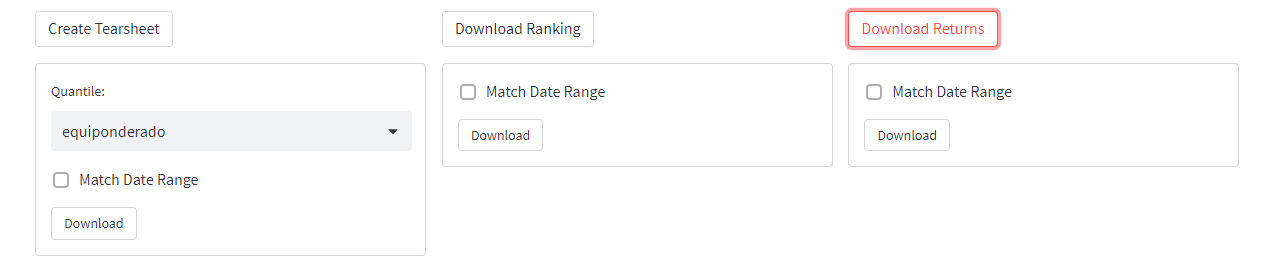 Create Tearsheet
Download Ranking
Download Returns
Quantile:
equiponderado
Match Date Range
Download
Match Date Range
Download
Match Date Range
Download